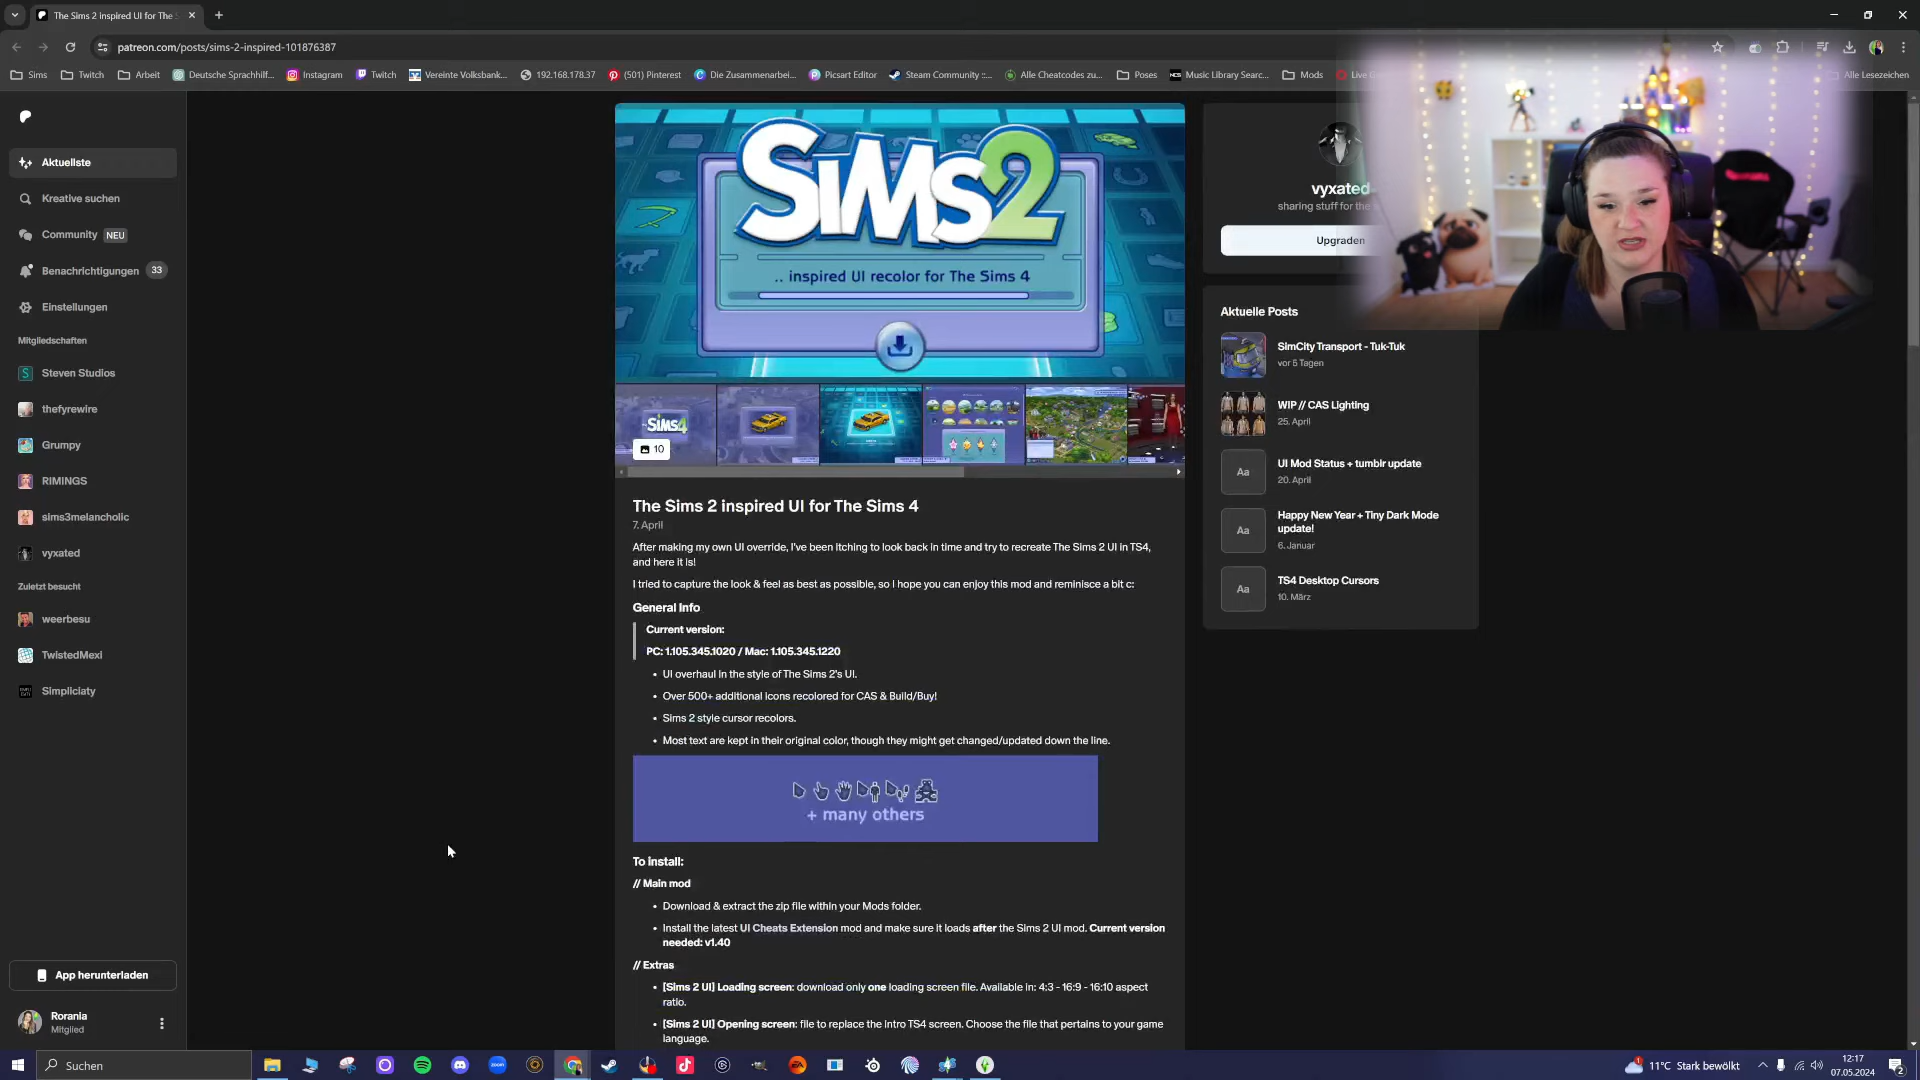 The Sims 2 inspired UI for The S
patreon.com/posts/sims-2-inspired-101876387
Sims
Twitch
Arbeit
Deutsche Sprachhilf...
Instagram
Twitch
Vereinte Volksbank...
192.168.178.37
(501) Pinterest
Die Zusammenarbei...
Picsart Editor
Steam Community ::...
Alle Cheatcodes zu...
Poses
Music Library Searc...
Mods
Alle Lesezeichen
Aktuellste
Kreative suchen
Community NEU
Benachrichtigungen 33
Einstellungen
Mitgliedschaften
Steven Studios
thefyrewire
Grumpy
RIMINGS
sims3melancholic
vyxated
Zuletzt besucht
weerbesu
TwistedMexi
Simpliciaty
App herunterladen
Rorania
Mitglied
SiMS 2
.. inspired UI recolor for The Sims 4
SiMS4
10
The Sims 2 inspired UI for The Sims 4
7. April
After making my own UI override, I've been itching to look back in time and try to recreate The Sims 2 UI in TS4,
and here it is!
I tried to capture the look & feel as best as possible, so I hope you can enjoy this mod and reminisce a bit c:
General Info
Current version:
PC: 1.105.345.1020 / Mac: 1.105.345.1220
• UI overhaul in the style of The Sims 2's UI.
• Over 500+ additional icons recolored for CAS & Build/Buy!
• Sims 2 style cursor recolors.
• Most text are kept in their original color, though they might get changed/updated down the line.
+ many others
To install:
// Main mod
• Download & extract the zip file within your Mods folder.
• Install the latest UI Cheats Extension mod and make sure it loads after the Sims 2 UI mod. Current version
needed: v1.40
// Extras
• [Sims 2 UI] Loading screen: download only one loading screen file. Available in: 4:3 - 16:9 - 16:10 aspect
ratio.
• [Sims 2 UI] Opening screen: file to replace the intro TS4 screen. Choose the file that pertains to your game
language.
vyxated
sharing stuff for the
Upgraden
Aktuelle Posts
SimCity Transport - Tuk-Tuk
vor 5 Tagen
WIP // CAS Lighting
25. April
Aa
UI Mod Status + tumblr update
20. April
Aa
Happy New Year + Tiny Dark Mode
update!
6. Januar
Aa
TS4 Desktop Cursors
10. März
Suchen
zoom
1
11°C Stark bewölkt
12:17
07.05.2024
2